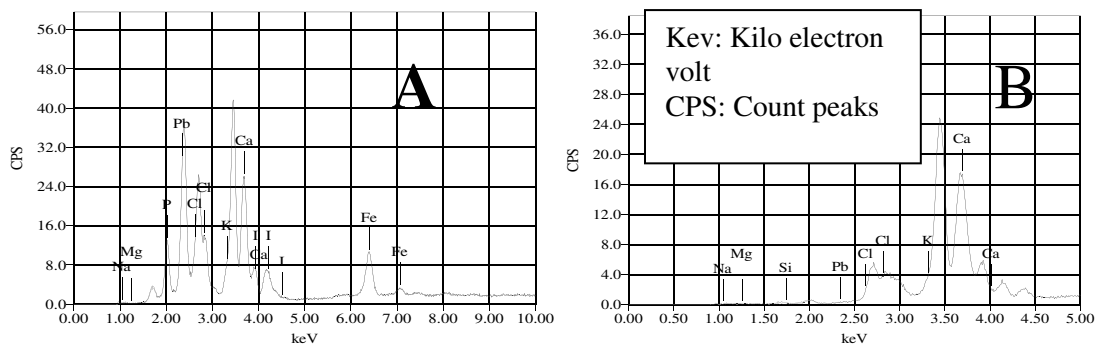 A
56.0
48.0
40.0
32.0
24.0
16.0
8.0
0.0
CPS
Pb
Ca
Cl
P
Cl
K
I
I
Ca
I
Mg
Na
Fe
Fe
0.00 1.00 2.00 3.00 4.00 5.00 6.00 7.00 8.00 9.00 10.00
keV
B
Kev: Kilo electron
volt
CPS: Count peaks
36.0
32.0
28.0
24.0
20.0
16.0
12.0
8.0
4.0
0.0
CPS
Ca
Cl
K
Cl
Ca
Mg
Na
Si
Pb
0.00 0.50 1.00 1.50 2.00 2.50 3.00 3.50 4.00 4.50 5.00
keV